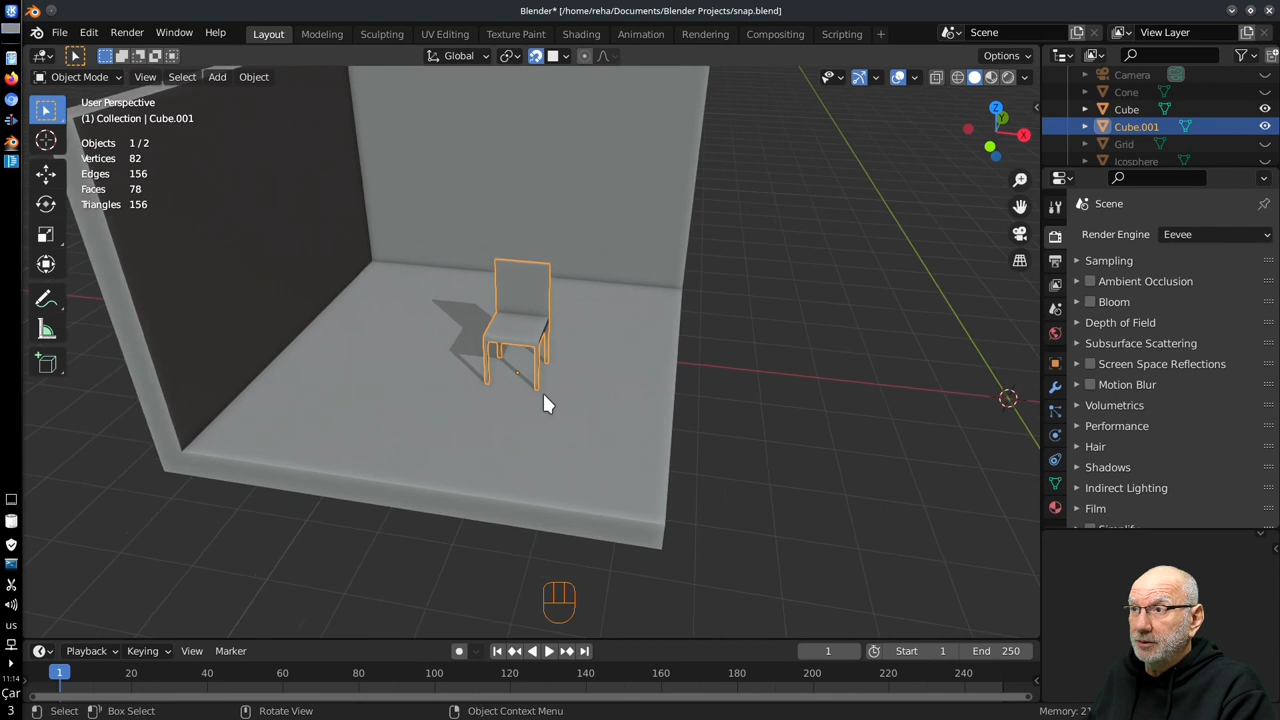 Blender* [/home/reha/Documents/Blender Projects/snap.blend]
File Edit Render Window Help Layout Modeling Sculpting UV Editing Texture Paint Shading Animation Rendering Compositing Scripting Scene View Layer
Global Options
Object Mode View Select Add Object
User Perspective
(1) Collection | Cube.001
Objects 1 / 2
Vertices 82
Edges 156
Faces 78
Triangles 156
Z
Y
X
Camera
Cone
Cube
Cube.001
Grid
Icosphere
Scene
Render Engine Eevee
Sampling
Ambient Occlusion
Bloom
Depth of Field
Subsurface Scattering
Screen Space Reflections
Motion Blur
Volumetrics
Performance
Hair
Shadows
Indirect Lighting
Film
us
11:14
Çar
3
Playback Keying View Marker 1 Start 1 End 250
1 20 40 60 80 100 120 140 160 180 200 220 240
Select Box Select Rotate View Object Context Menu